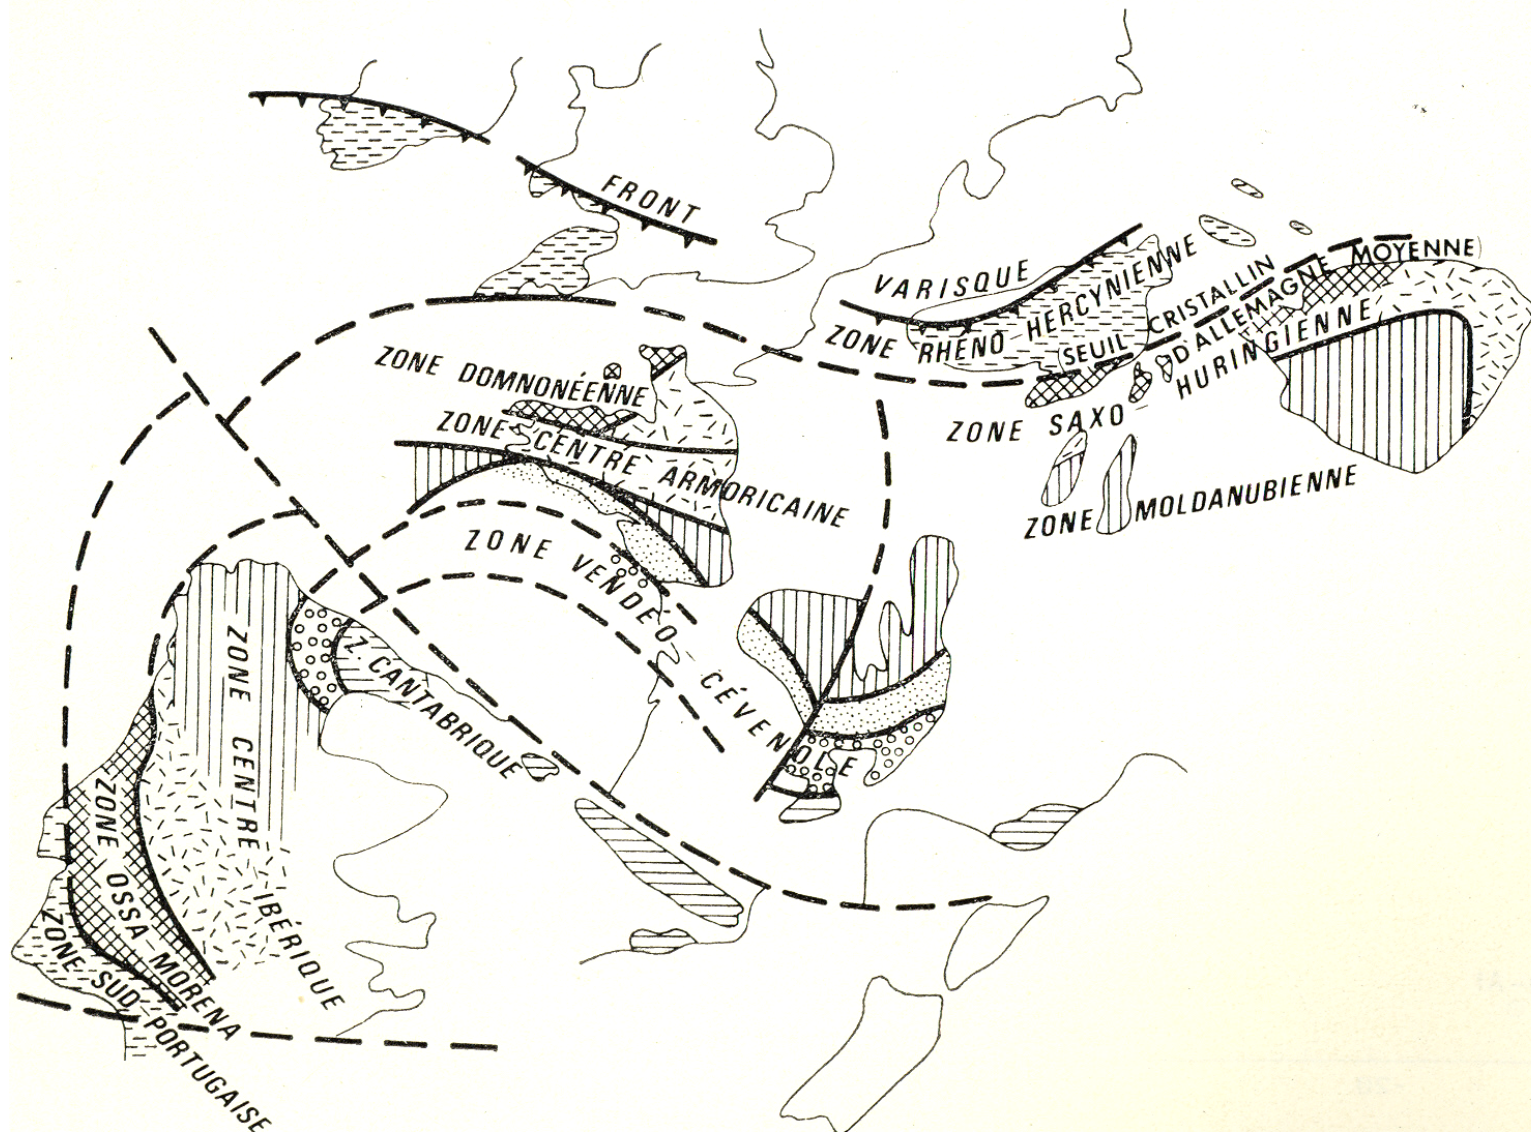 FRONT
VARISQUE
ZONE RHÉNO HERCYNIENNE
SEUIL CRISTALLIN
D'ALLEMAGNE MOYENNE
ZONE SAXO-
HURINGIENNE
ZONE MOLDANUBIENNE
ZONE DOMNONÉENNE
ZONE CENTRE ARMORICAINE
ZONE VENDÉO-CÉVENOLE
Z CANTABRIQUE
ZONE CENTRE IBÉRIQUE
ZONE OSSA MORENA
ZONE SUD PORTUGAISE